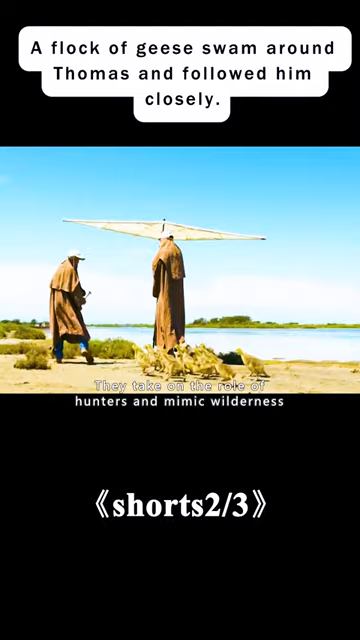 A flock of geese swam around
Thomas and followed him
closely.
They take on the role of
hunters and mimic wilderness
《shorts2/3》